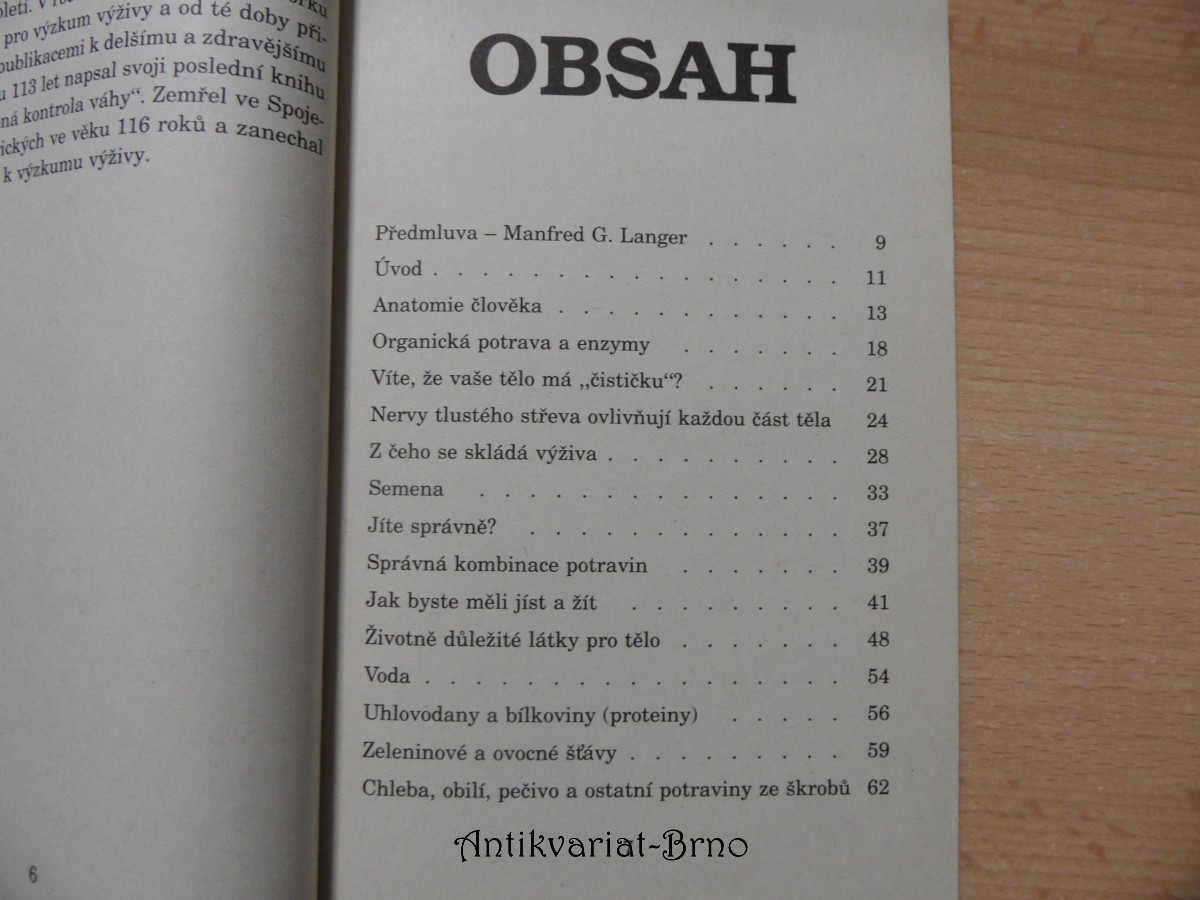 pro výzkum výživy a od té doby při-
publikacemi k delšímu a zdravějšímu
u 113 let napsal svoji poslední knihu
ná kontrola váhy“. Zemřel ve Spoje-
ických ve věku 116 roků a zanechal
k výzkumu výživy.
6
OBSAH
Předmluva – Manfred G. Langer . . . . . . 9
Úvod . . . . . . . . . . . . . . . . . 11
Anatomie člověka . . . . . . . . . . . . 13
Organická potrava a enzymy . . . . . . . 18
Víte, že vaše tělo má „čističku“? . . . . . . 21
Nervy tlustého střeva ovlivňují každou část těla 24
Z čeho se skládá výživa . . . . . . . . . . 28
Semena . . . . . . . . . . . . . . . 33
Jíte správně? . . . . . . . . . . . . . 37
Správná kombinace potravin . . . . . . . 39
Jak byste měli jíst a žít . . . . . . . . . 41
Životně důležité látky pro tělo . . . . . . . 48
Voda . . . . . . . . . . . . . . . . . 54
Uhlovodany a bílkoviny (proteiny) . . . . . 56
Zeleninové a ovocné šťávy . . . . . . . . . 59
Chleba, obilí, pečivo a ostatní potraviny ze škrobů 62
Antikvariat-Brno